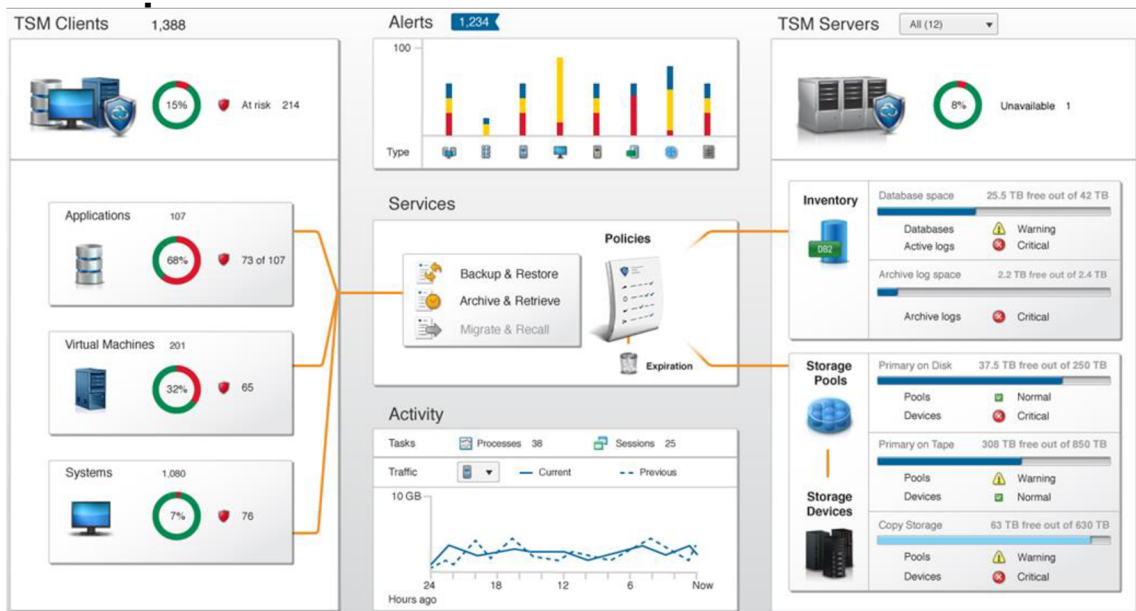 TSM Clients 1,388
15% At risk 214
Applications 107
68% 73 of 107
Virtual Machines 201
32% 65
Systems 1,080
7% 76
Alerts 1,234
100
Type
Services
Backup & Restore
Archive & Retrieve
Migrate & Recall
Policies
Expiration
Activity
Tasks Processes 38 Sessions 25
Traffic Current Previous
10 GB
24 18 12 6 Now
Hours ago
TSM Servers All (12)
8% Unavailable 1
Inventory
DB2
Database space 25.5 TB free out of 42 TB
Databases Warning
Active logs Critical
Archive log space 2.2 TB free out of 2.4 TB
Archive logs Critical
Storage
Pools
Primary on Disk 37.5 TB free out of 250 TB
Pools Normal
Devices Critical
Primary on Tape 308 TB free out of 850 TB
Pools Warning
Devices Normal
Storage
Devices
Copy Storage 63 TB free out of 630 TB
Pools Warning
Devices Critical